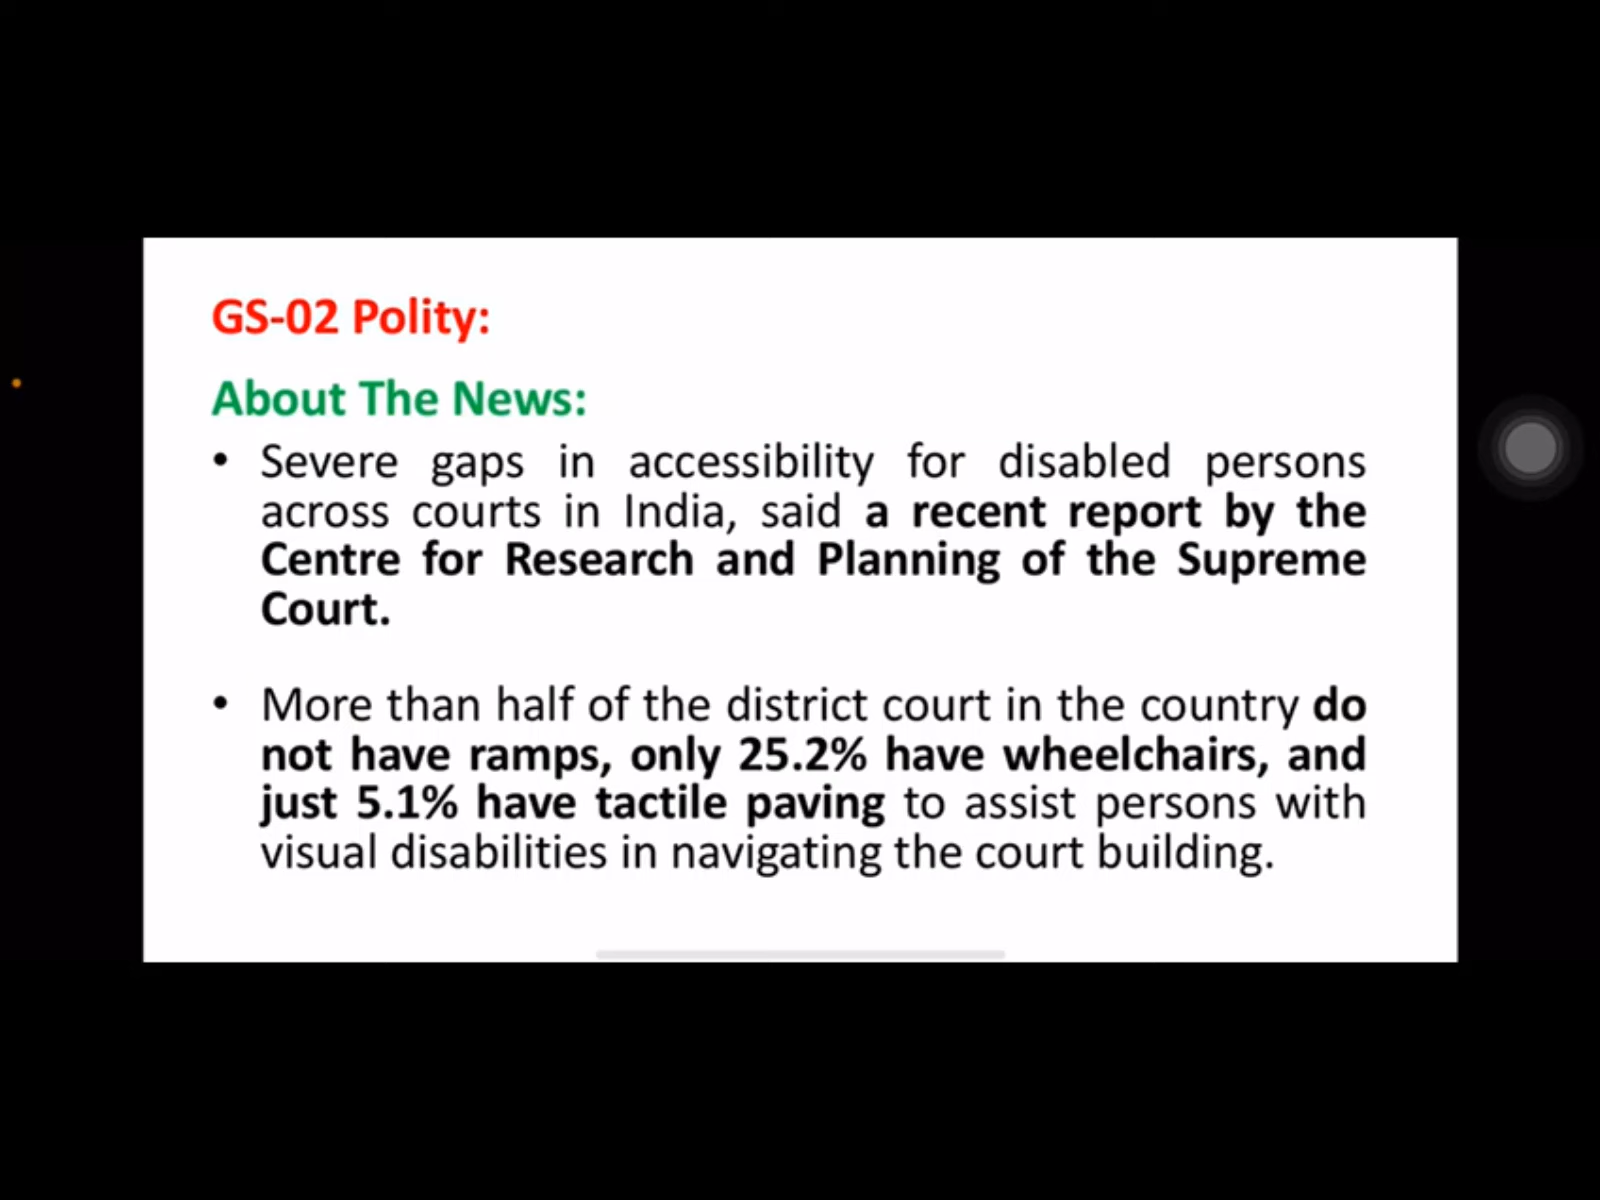 GS-02 Polity:
About The News:
• Severe gaps in accessibility for disabled persons
across courts in India, said a recent report by the
Centre for Research and Planning of the Supreme
Court.
• More than half of the district court in the country do
not have ramps, only 25.2% have wheelchairs, and
just 5.1% have tactile paving to assist persons with
visual disabilities in navigating the court building.